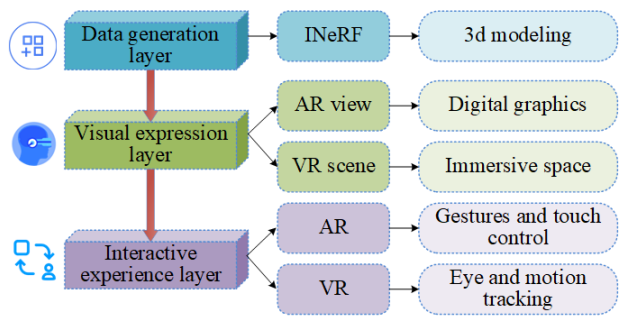 Data generation
layer
INeRF
3d modeling
Visual expression
layer
AR view
Digital graphics
VR scene
Immersive space
Interactive
experience layer
AR
Gestures and touch
control
VR
Eye and motion
tracking